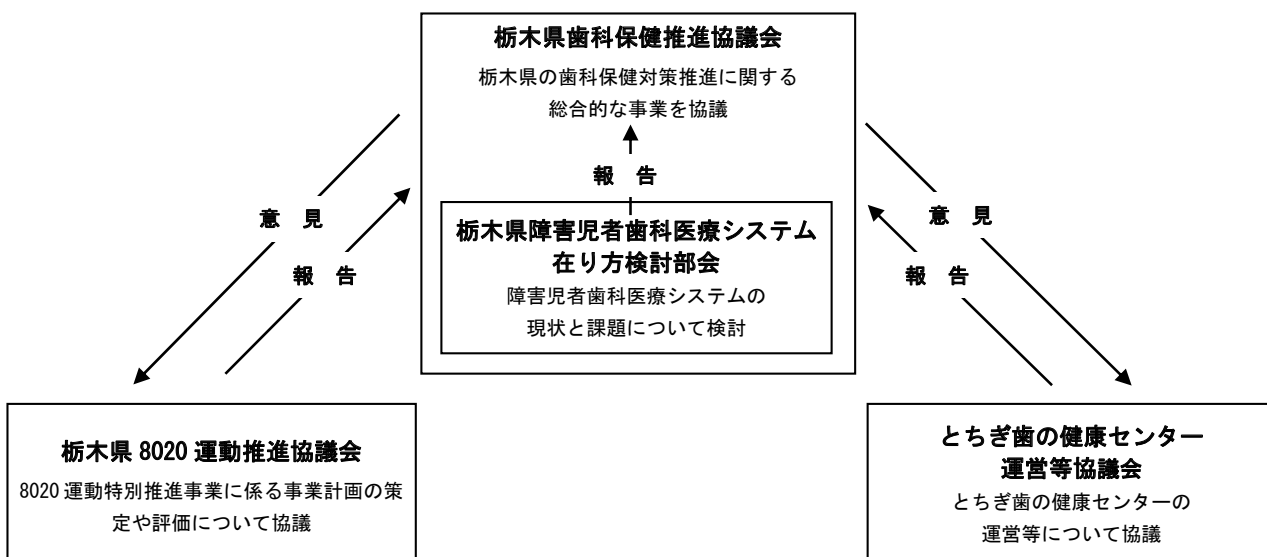 栃木県歯科保健推進協議会
栃木県の歯科保健対策推進に関する
総合的な事業を協議
報 告
栃木県障害児者歯科医療システム
在り方検討部会
障害児者歯科医療システムの
現状と課題について検討
意 見
報 告
意 見
報 告
栃木県 8020 運動推進協議会
8020 運動特別推進事業に係る事業計画の策
定や評価について協議
とちぎ歯の健康センター
運営等協議会
とちぎ歯の健康センターの
運営等について協議